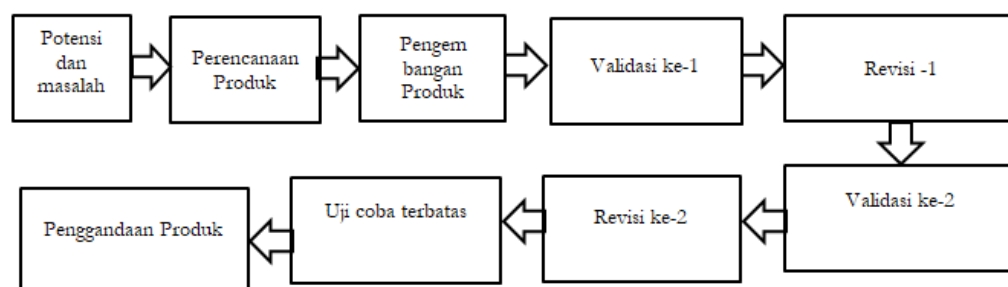 Potensi
dan
masalah
Perencanaan
Produk
Pengem
bangan
Produk
Validasi ke-1
Revisi -1
Validasi ke-2
Revisi ke-2
Uji coba terbatas
Penggandaan Produk